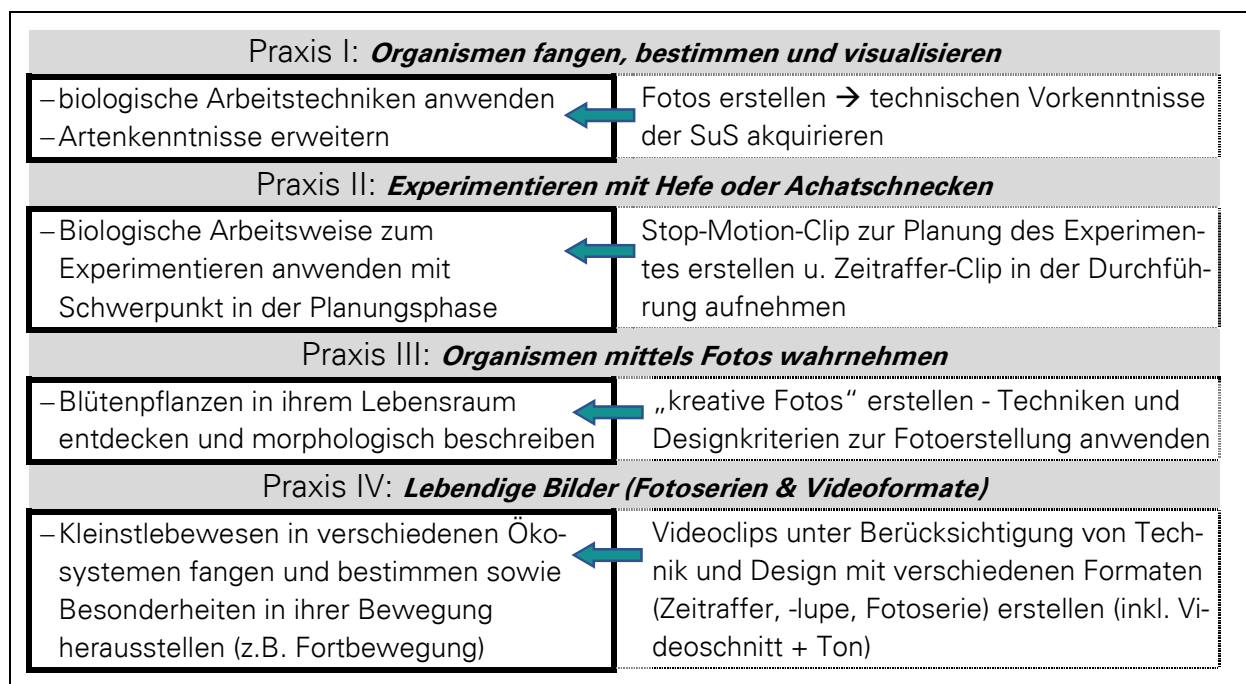 Praxis I: Organismen fangen, bestimmen und visualisieren
–biologische Arbeitstechniken anwenden
–Artenkenntnisse erweitern
Fotos erstellen → technischen Vorkenntnisse
der SuS akquirieren
Praxis II: Experimentieren mit Hefe oder Achatschnecken
–Biologische Arbeitsweise zum
Experimentieren anwenden mit
Schwerpunkt in der Planungsphase
Stop-Motion-Clip zur Planung des Experimen-
tes erstellen u. Zeitraffer-Clip in der Durchfüh-
rung aufnehmen
Praxis III: Organismen mittels Fotos wahrnehmen
–Blütenpflanzen in ihrem Lebensraum
entdecken und morphologisch beschreiben
„kreative Fotos“ erstellen - Techniken und
Designkriterien zur Fotoerstellung anwenden
Praxis IV: Lebendige Bilder (Fotoserien & Videoformate)
–Kleinstlebewesen in verschiedenen Öko-
systemen fangen und bestimmen sowie
Besonderheiten in ihrer Bewegung
herausstellen (z.B. Fortbewegung)
Videoclips unter Berücksichtigung von Tech-
nik und Design mit verschiedenen Formaten
(Zeitraffer, -lupe, Fotoserie) erstellen (inkl. Vi-
deoschnitt + Ton)